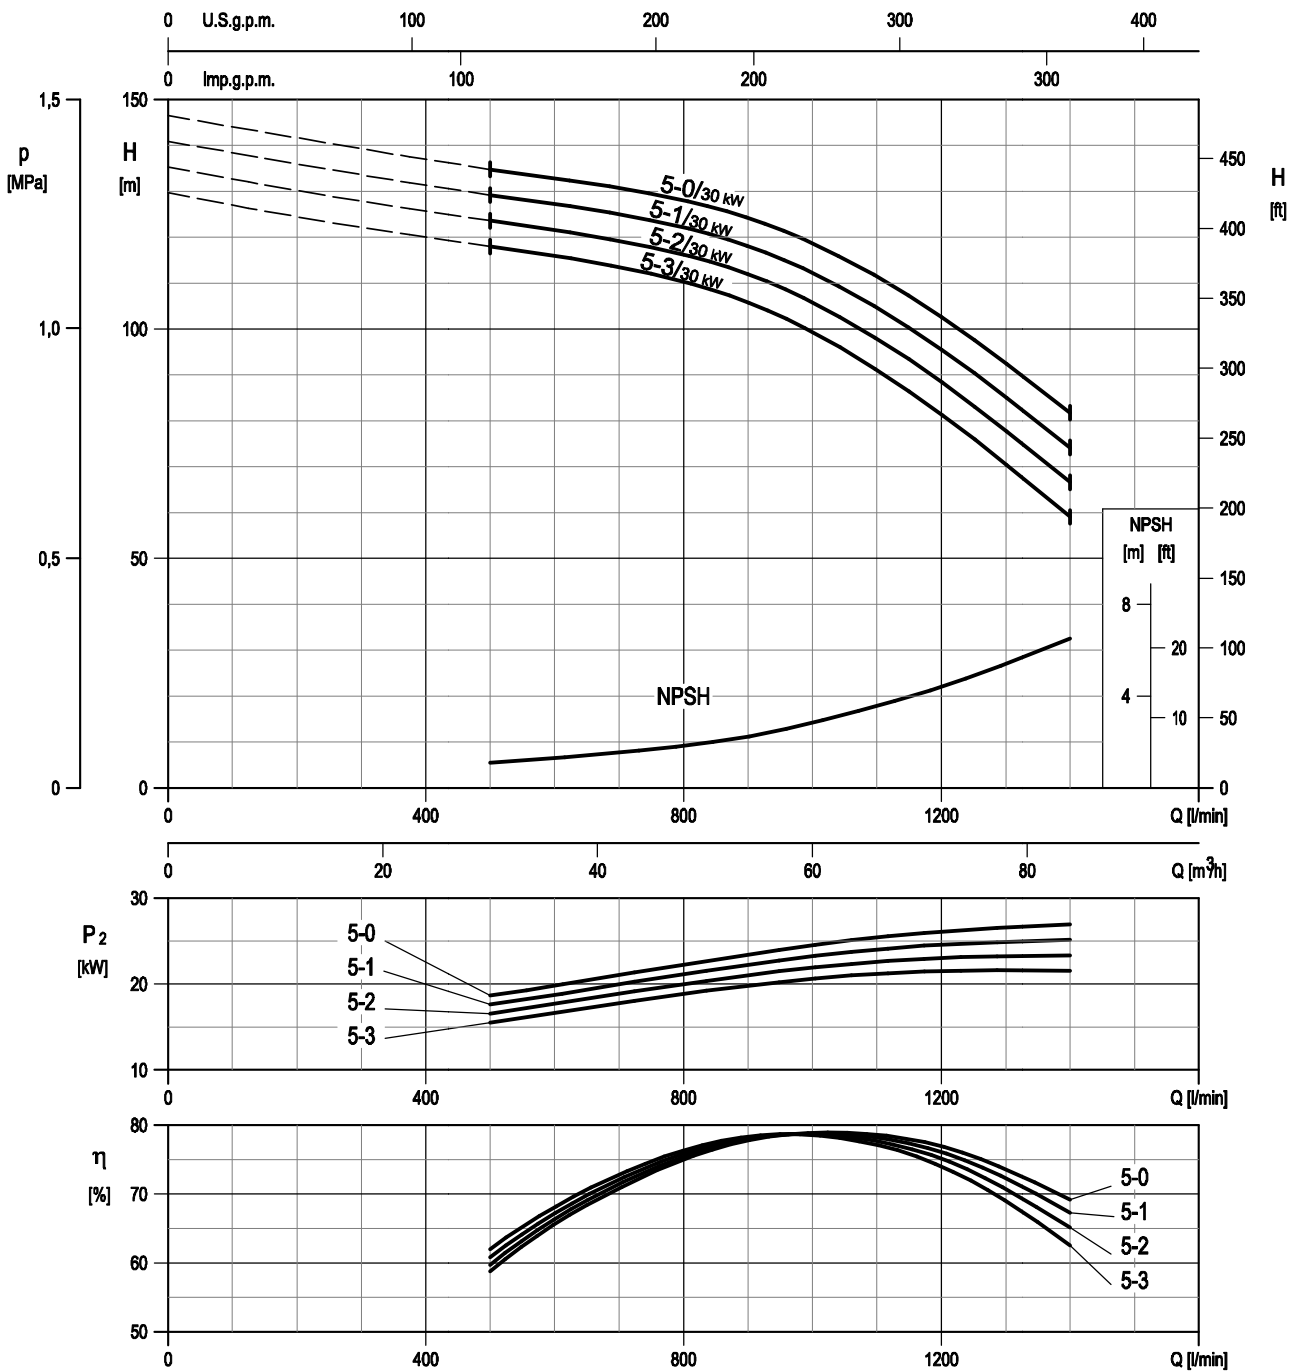 0 U.S.g.p.m. 100 200 300 400
0 Imp.g.p.m. 100 200 300
1,5 150
p H 450 H
[MPa] [m] [ft]
5-0/30 kW
5-1/30 kW
5-2/30 kW
5-3/30 kW
400
350
1,0 100
300
250
200
NPSH
[m] [ft]
0,5 50
150
8
20 100
NPSH 4
10 50
0 0 0
0 400 800 1200 Q [l/min]
0 20 40 60 80 Q [m³/h]
30
P2 5-0
[kW] 5-1
20
5-2
5-3
10
0 400 800 1200 Q [l/min]
80
η
[%] 70
5-0
5-1
5-2
60
5-3
50
0 400 800 1200 Q [l/min]